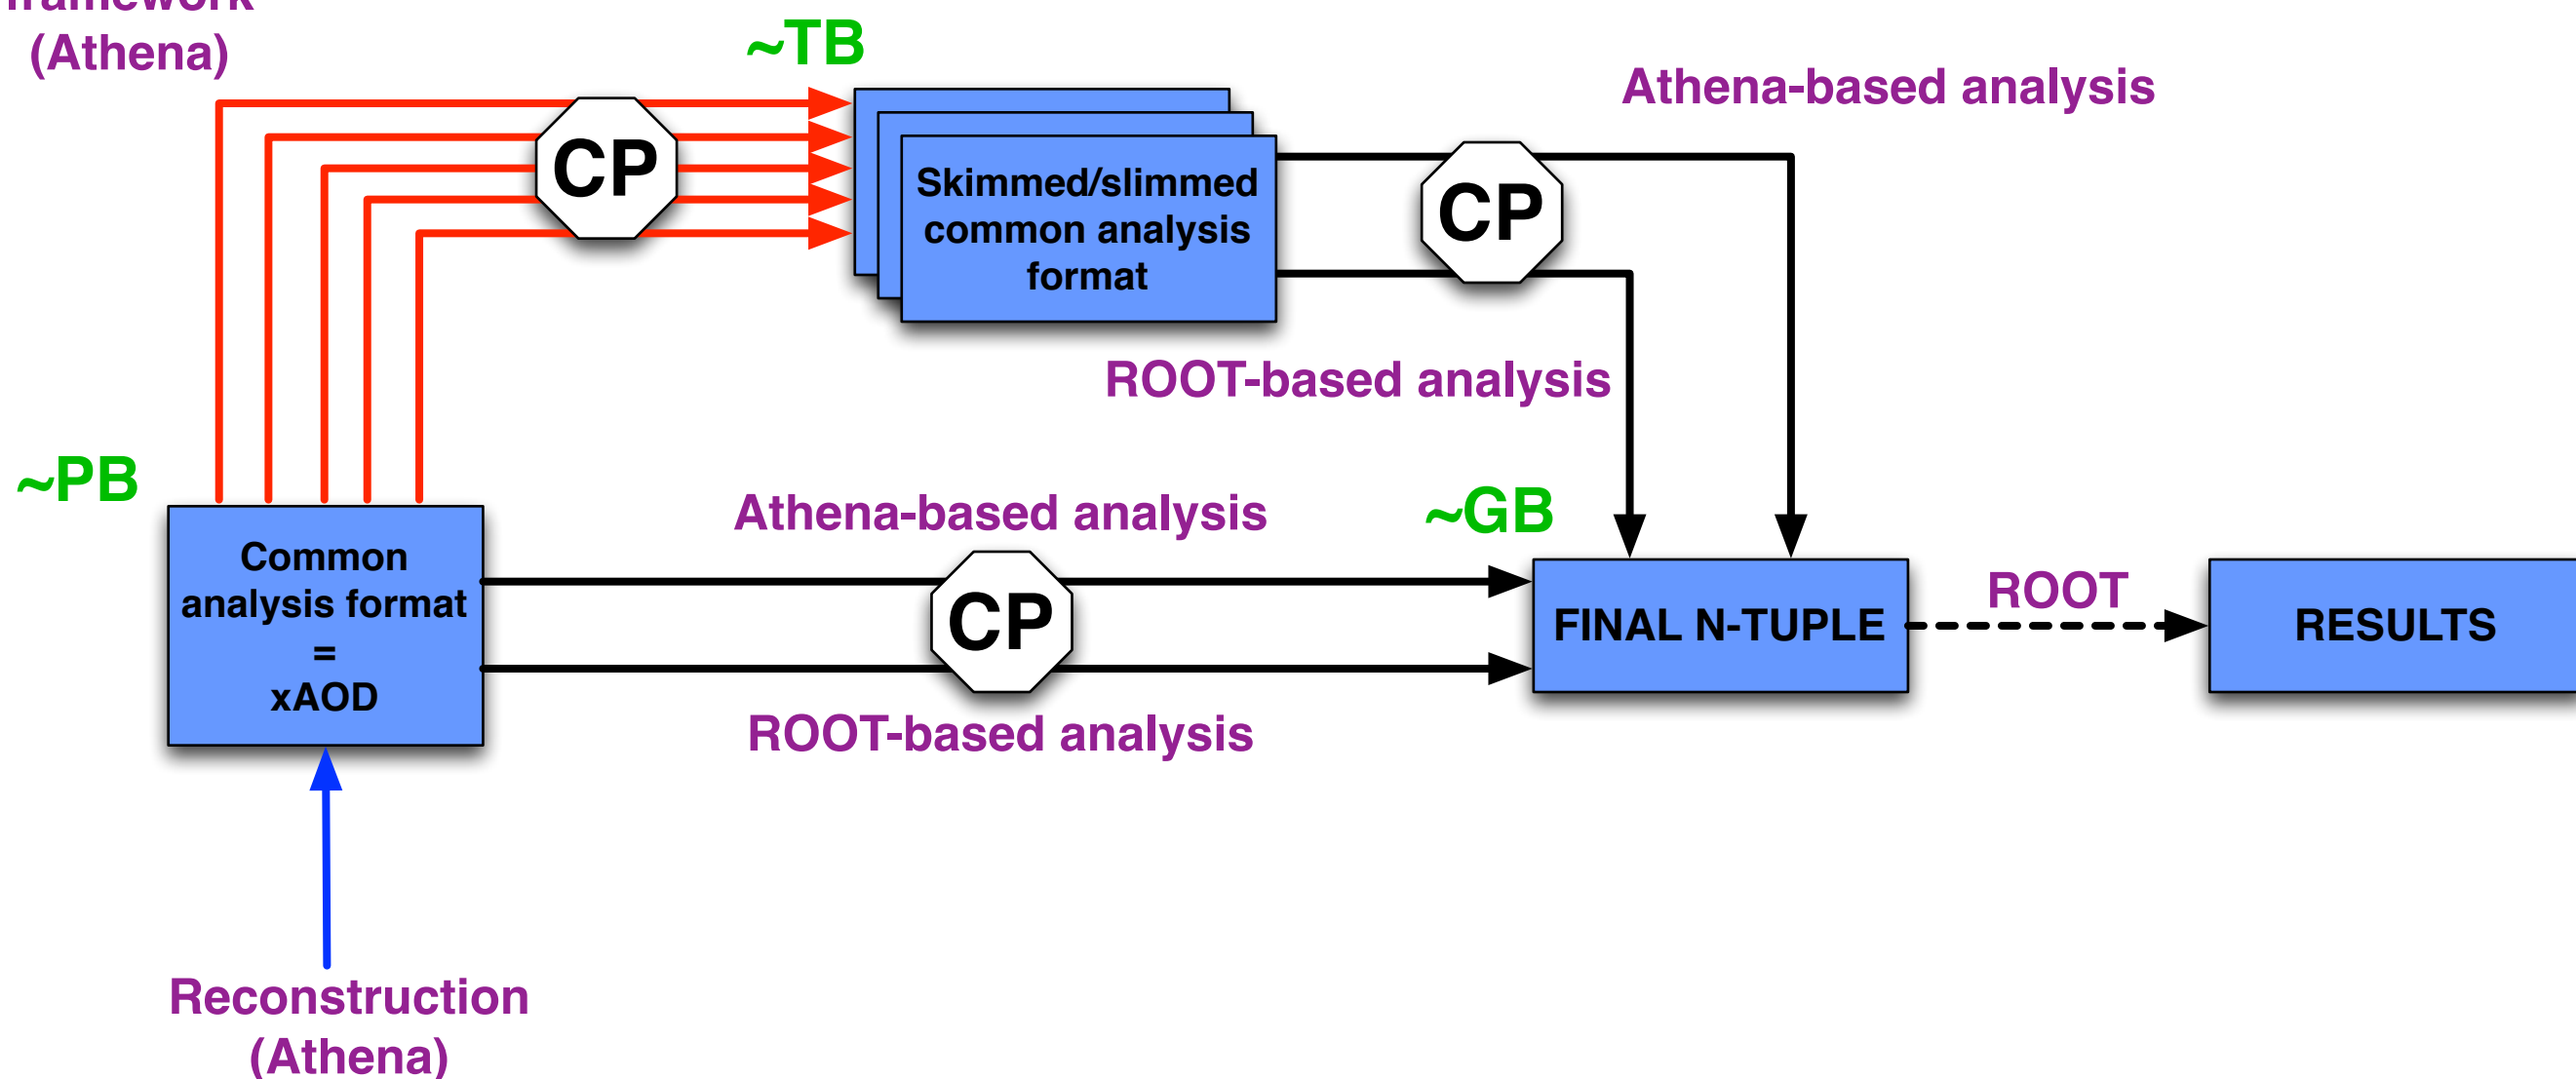 framework
(Athena)
~TB
Athena-based analysis
CP
CP
Skimmed/slimmed
common analysis
format
ROOT-based analysis
~PB
Athena-based analysis
~GB
Common
analysis format
=
xAOD
CP
FINAL N-TUPLE
ROOT
RESULTS
ROOT-based analysis
Reconstruction
(Athena)